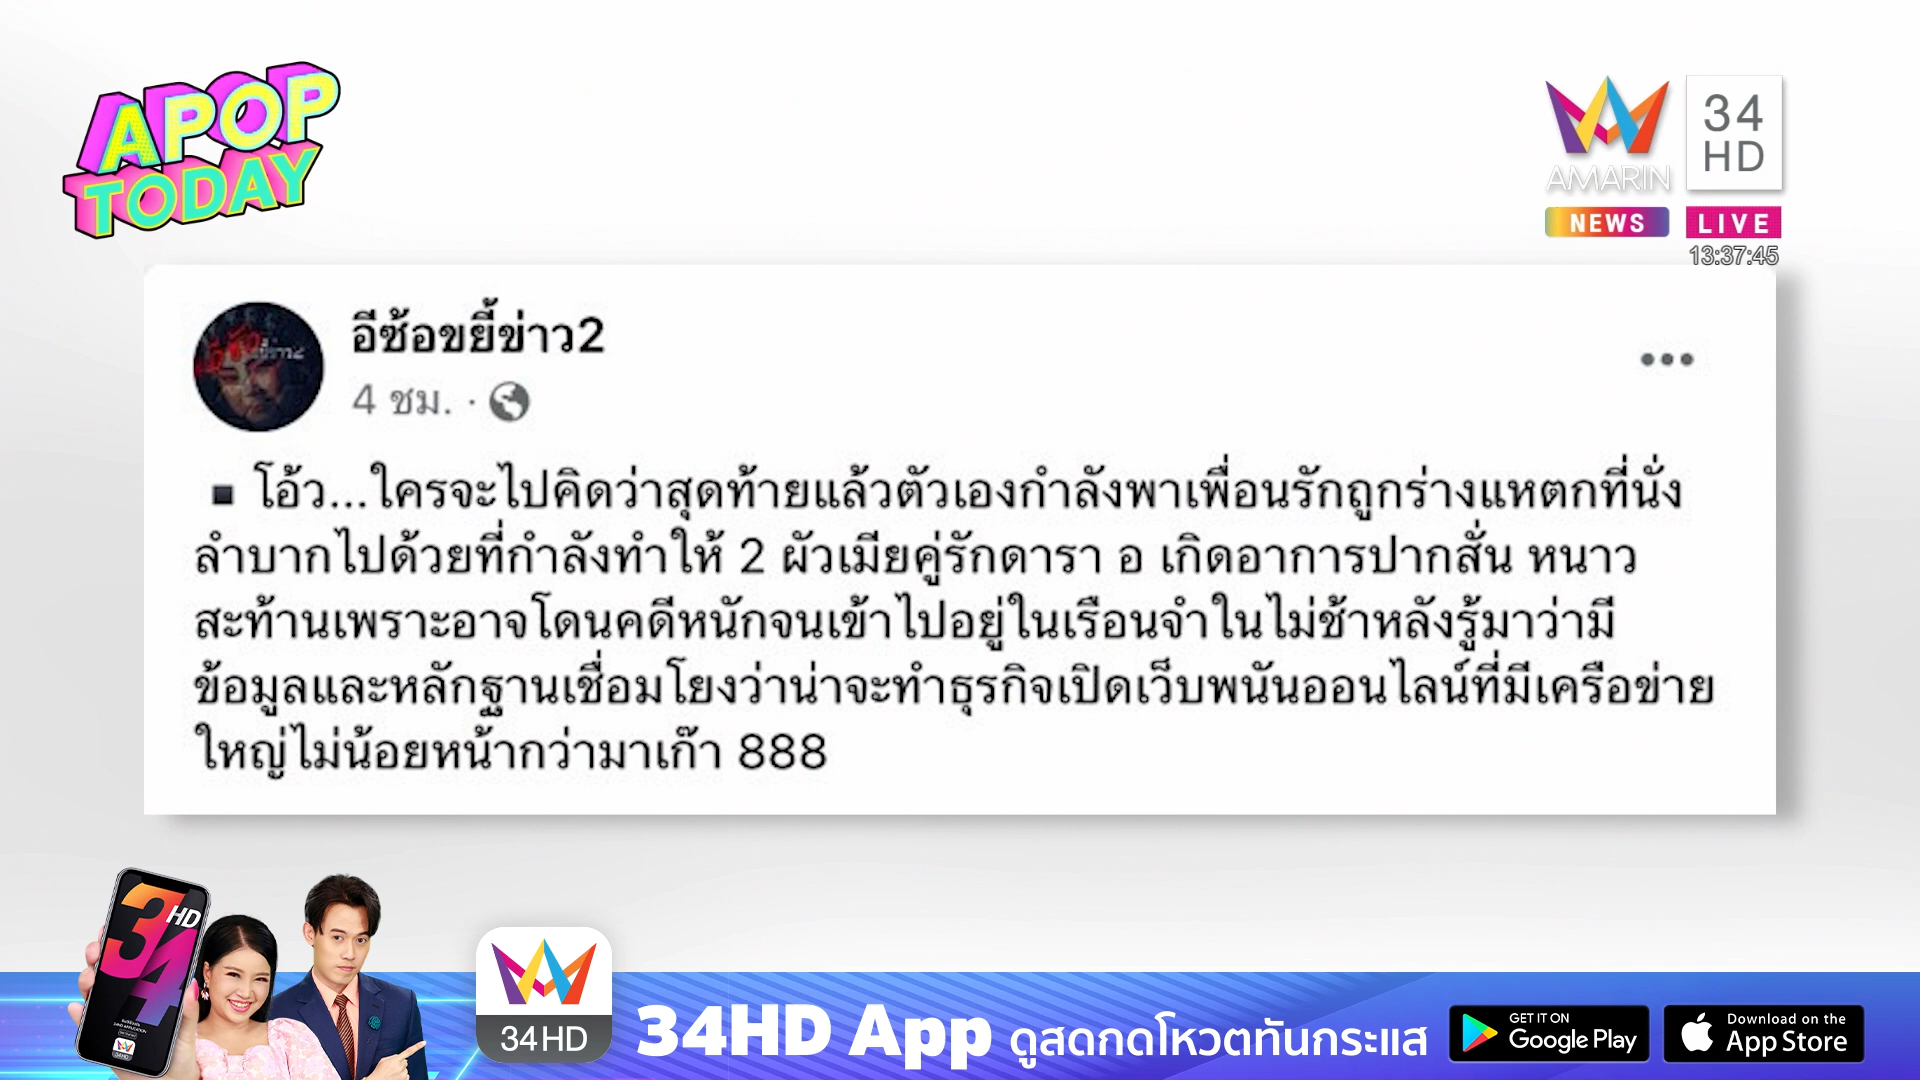 APOP
TODAY
AMARIN
34
HD
NEWS
LIVE
13:37:45
อีซ้อขยี้ข่าว2
4 ชม.
▪ โอ้ว...ใครจะไปคิดว่าสุดท้ายแล้วตัวเองกำลังพาเพื่อนรักถูกร่างแหตกที่นั่ง
ลำบากไปด้วยที่กำลังทำให้ 2 ผัวเมียคู่รักดารา อ เกิดอาการปากสั่น หนาว
สะท้านเพราะอาจโดนคดีหนักจนเข้าไปอยู่ในเรือนจำในไม่ช้าหลังรู้มาว่ามี
ข้อมูลและหลักฐานเชื่อมโยงว่าน่าจะทำธุรกิจเปิดเว็บพนันออนไลน์ที่มีเครือข่าย
ใหญ่ไม่น้อยหน้ากว่ามาเก๊า 888
34HD
34HD
34HD App ดูสดกดโหวตทันกระแส
GET IT ON
Google Play
Download on the
App Store